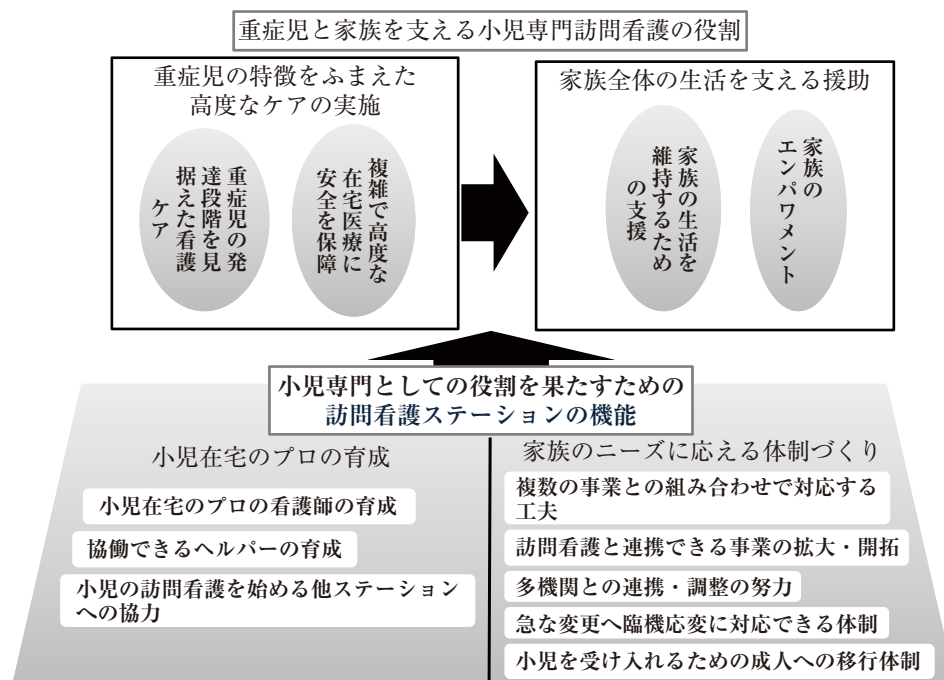 重症児と家族を支える小児専門訪問看護の役割
重症児の特徴をふまえた
高度なケアの実施
重症児の発
達段階を見
据えた看護
ケア
複雑で高度な
在宅医療に
安全を保障
家族全体の生活を支える援助
家族の生活を
維持するため
の支援
家族の
エンパワメント
小児専門としての役割を果たすための
訪問看護ステーションの機能
小児在宅のプロの育成
小児在宅のプロの看護師の育成
協働できるヘルパーの育成
小児の訪問看護を始める他ステーション
への協力
家族のニーズに応える体制づくり
複数の事業との組み合わせで対応する
工夫
訪問看護と連携できる事業の拡大・開拓
多機関との連携・調整の努力
急な変更へ臨機応変に対応できる体制
小児を受け入れるための成人への移行体制